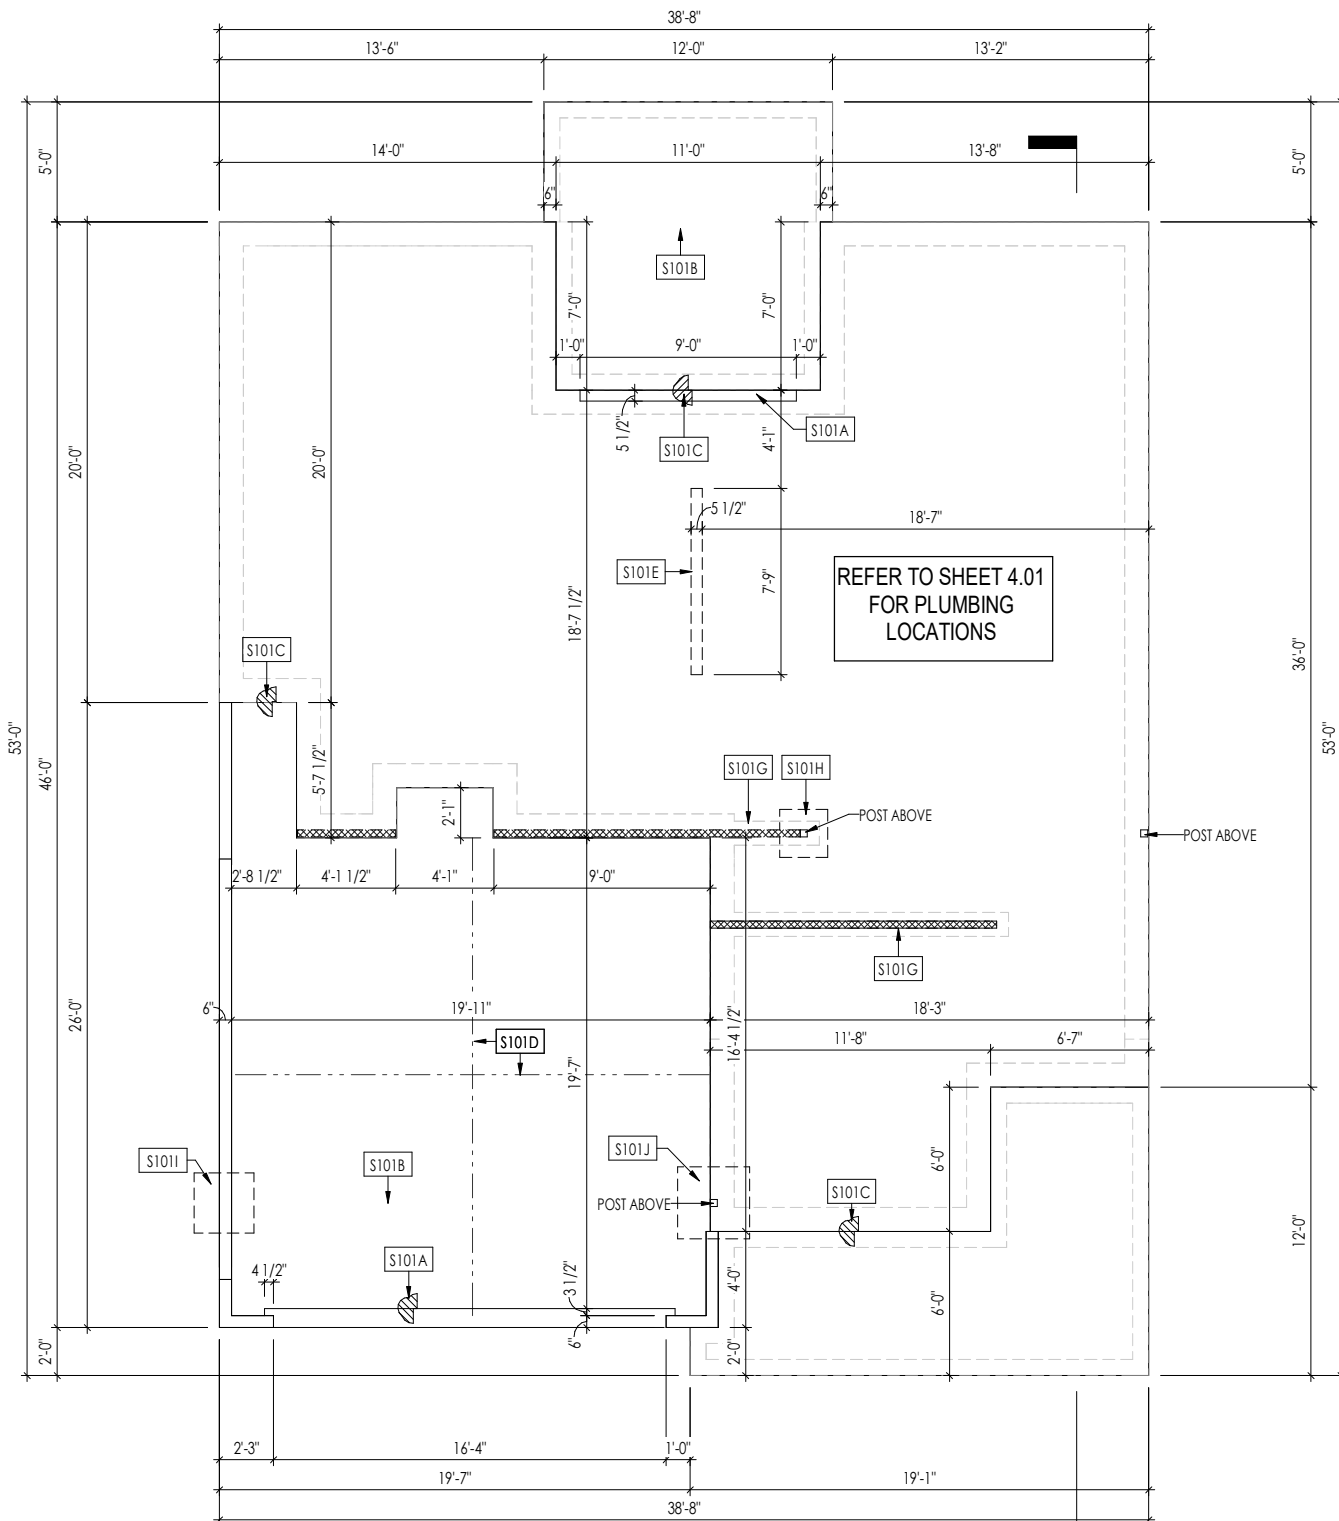 38'-8"
13'-6"
12'-0"
13'-2"
14'-0"
11'-0"
13'-8"
5'-0"
5'-0"
6"
6"
S101B
7'-0"
7'-0"
1'-0"
9'-0"
1'-0"
5 1/2"
S101C
S101A
4'-1"
20'-0"
20'-0"
5 1/2"
18'-7"
S101E
7'-9"
REFER TO SHEET 4.01
FOR PLUMBING
LOCATIONS
18'-7 1/2"
S101C
36'-0"
53'-0"
46'-0"
53'-0"
5'-7 1/2"
2'-1"
S101G
S101H
POST ABOVE
POST ABOVE
2'-8 1/2"
4'-1 1/2"
4'-1"
9'-0"
S101G
26'-0"
6"
19'-11"
18'-3"
16'-4 1/2"
11'-8"
6'-7"
S101D
19'-7"
S101I
S101B
S101J
6'-0"
POST ABOVE
S101C
12'-0"
S101A
4 1/2"
3 1/2"
4'-0"
6'-0"
6"
2'-0"
2'-0"
2'-3"
16'-4"
1'-0"
19'-7"
19'-1"
38'-8"